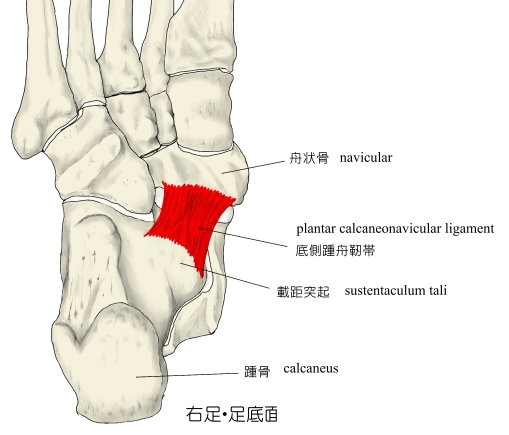 舟状骨 navicular
plantar calcaneonavicular ligament
底側踵舟靭帯
載距突起 sustentaculum tali
踵骨 calcaneus
右足・足底面